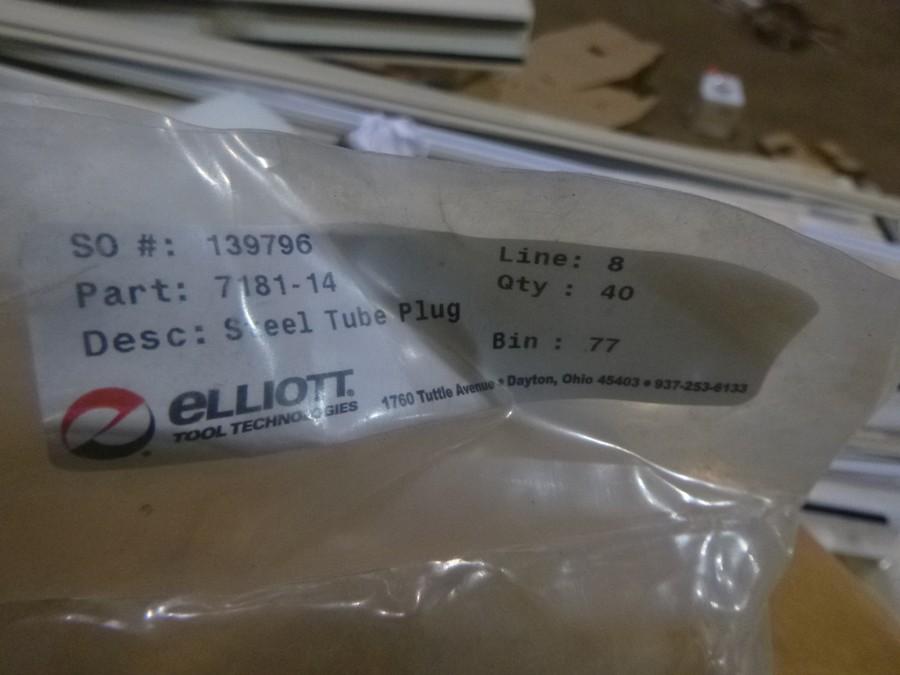 SO #: 139796 Line: 8
Part: 7181-14 Qty : 40
Desc: Steel Tube Plug Bin : 77
eLLIOTT® 1760 Tuttle Avenue • Dayton, Ohio 45403 • 937-253-6133
TOOL TECHNOLOGIES